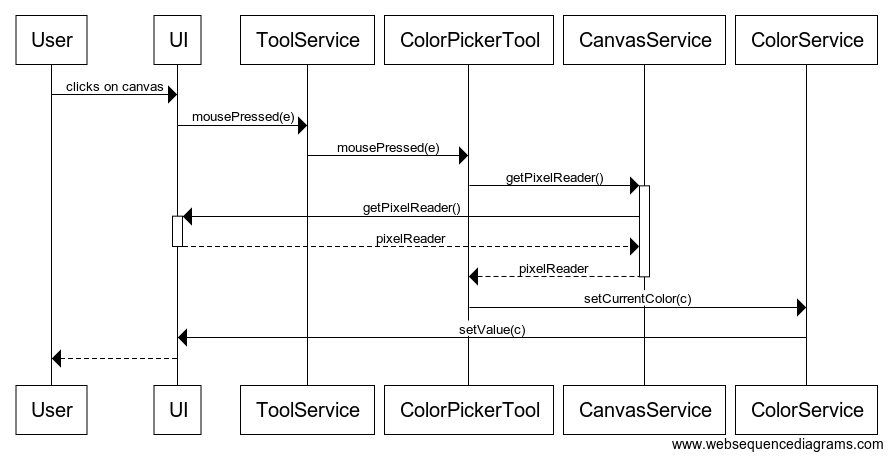 User
UI
ToolService
ColorPickerTool
CanvasService
ColorService
clicks on canvas
mousePressed(e)
mousePressed(e)
getPixelReader()
getPixelReader()
pixelReader
pixelReader
setCurrentColor(c)
setValue(c)
User
UI
ToolService
ColorPickerTool
CanvasService
ColorService
www.websequencediagrams.com